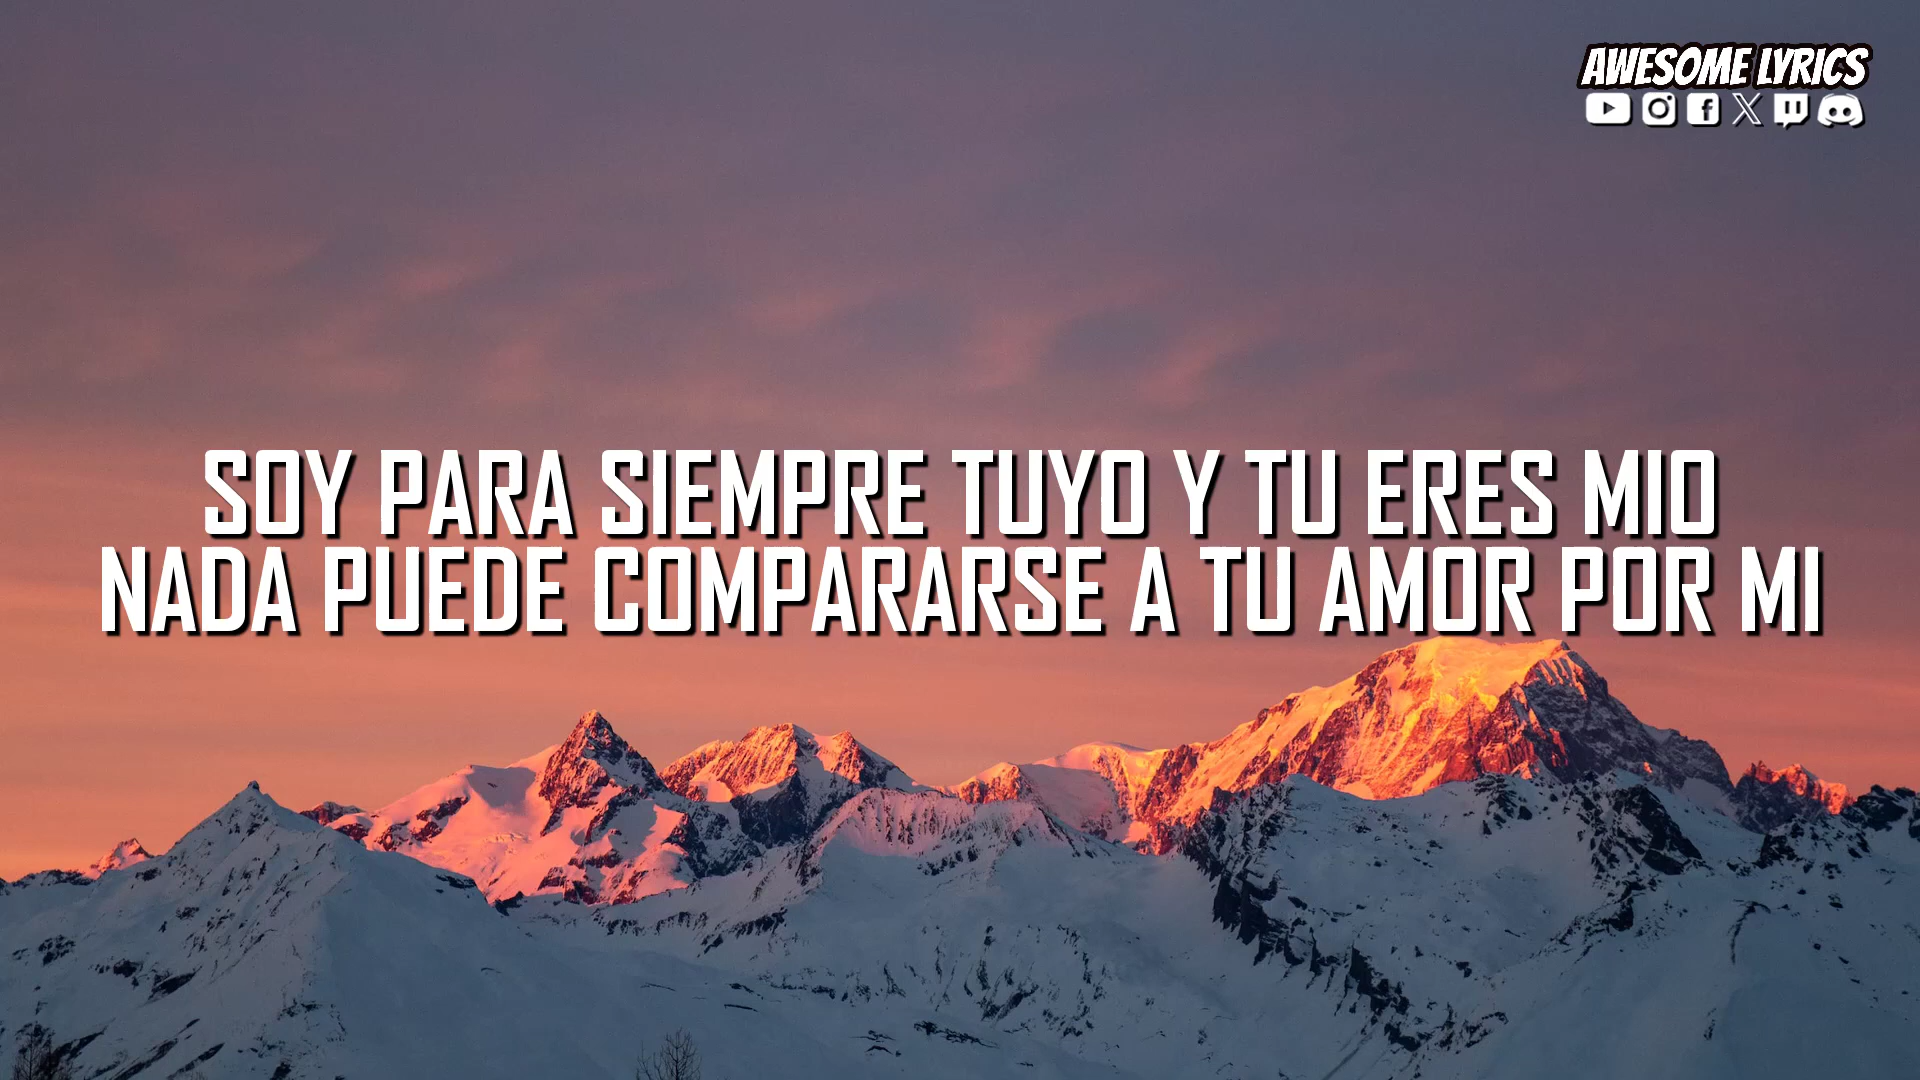 AWESOME LYRICS
SOY PARA SIEMPRE TUYO Y TU ERES MIO
NADA PUEDE COMPARARSE A TU AMOR POR MI